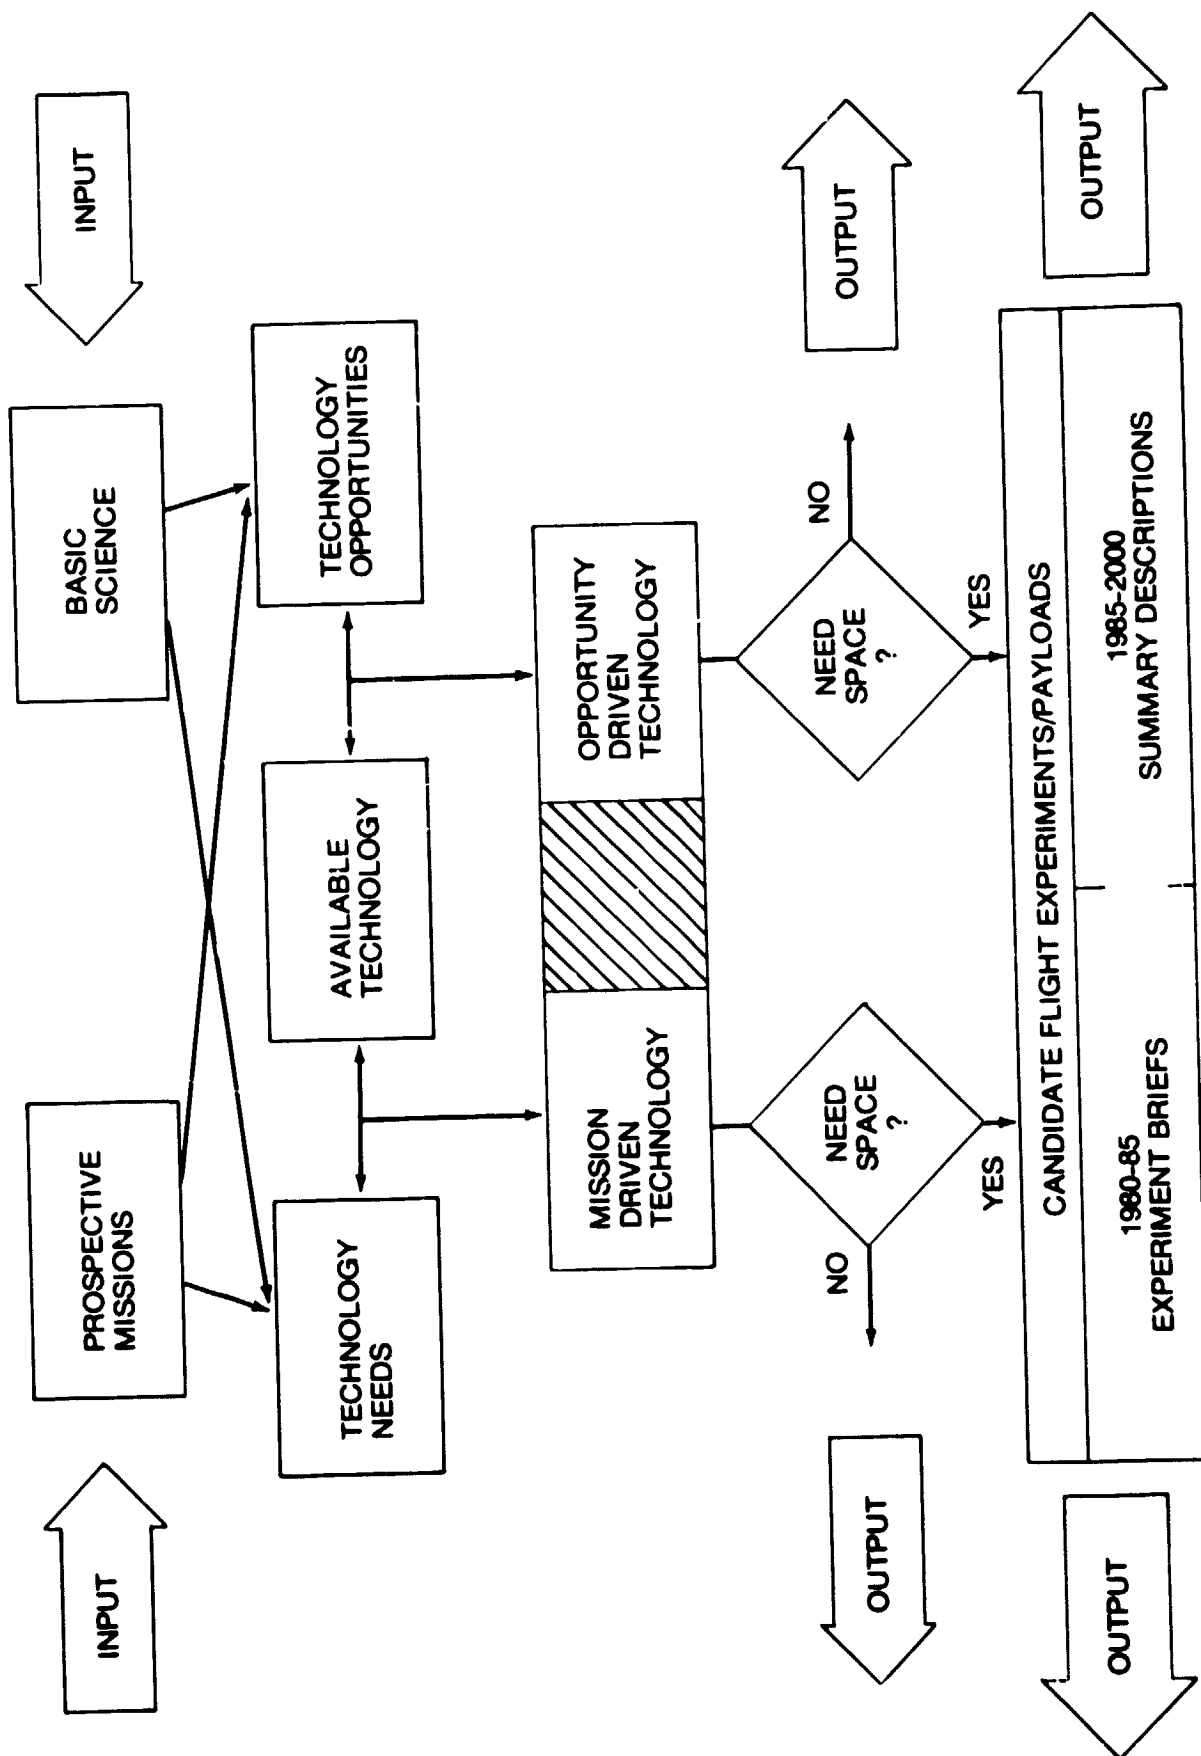 INPUT
PROSPECTIVE
MISSIONS
BASIC
SCIENCE
INPUT
TECHNOLOGY
NEEDS
AVAILABLE
TECHNOLOGY
TECHNOLOGY
OPPORTUNITIES
MISSION
DRIVEN
TECHNOLOGY
OPPORTUNITY
DRIVEN
TECHNOLOGY
OUTPUT
NO
NEED
SPACE
?
YES
NEED
SPACE
?
NO
YES
OUTPUT
OUTPUT
CANDIDATE FLIGHT EXPERIMENTS/PAYLOADS
1980-85
EXPERIMENT BRIEFS
1985-2000
SUMMARY DESCRIPTIONS
OUTPUT